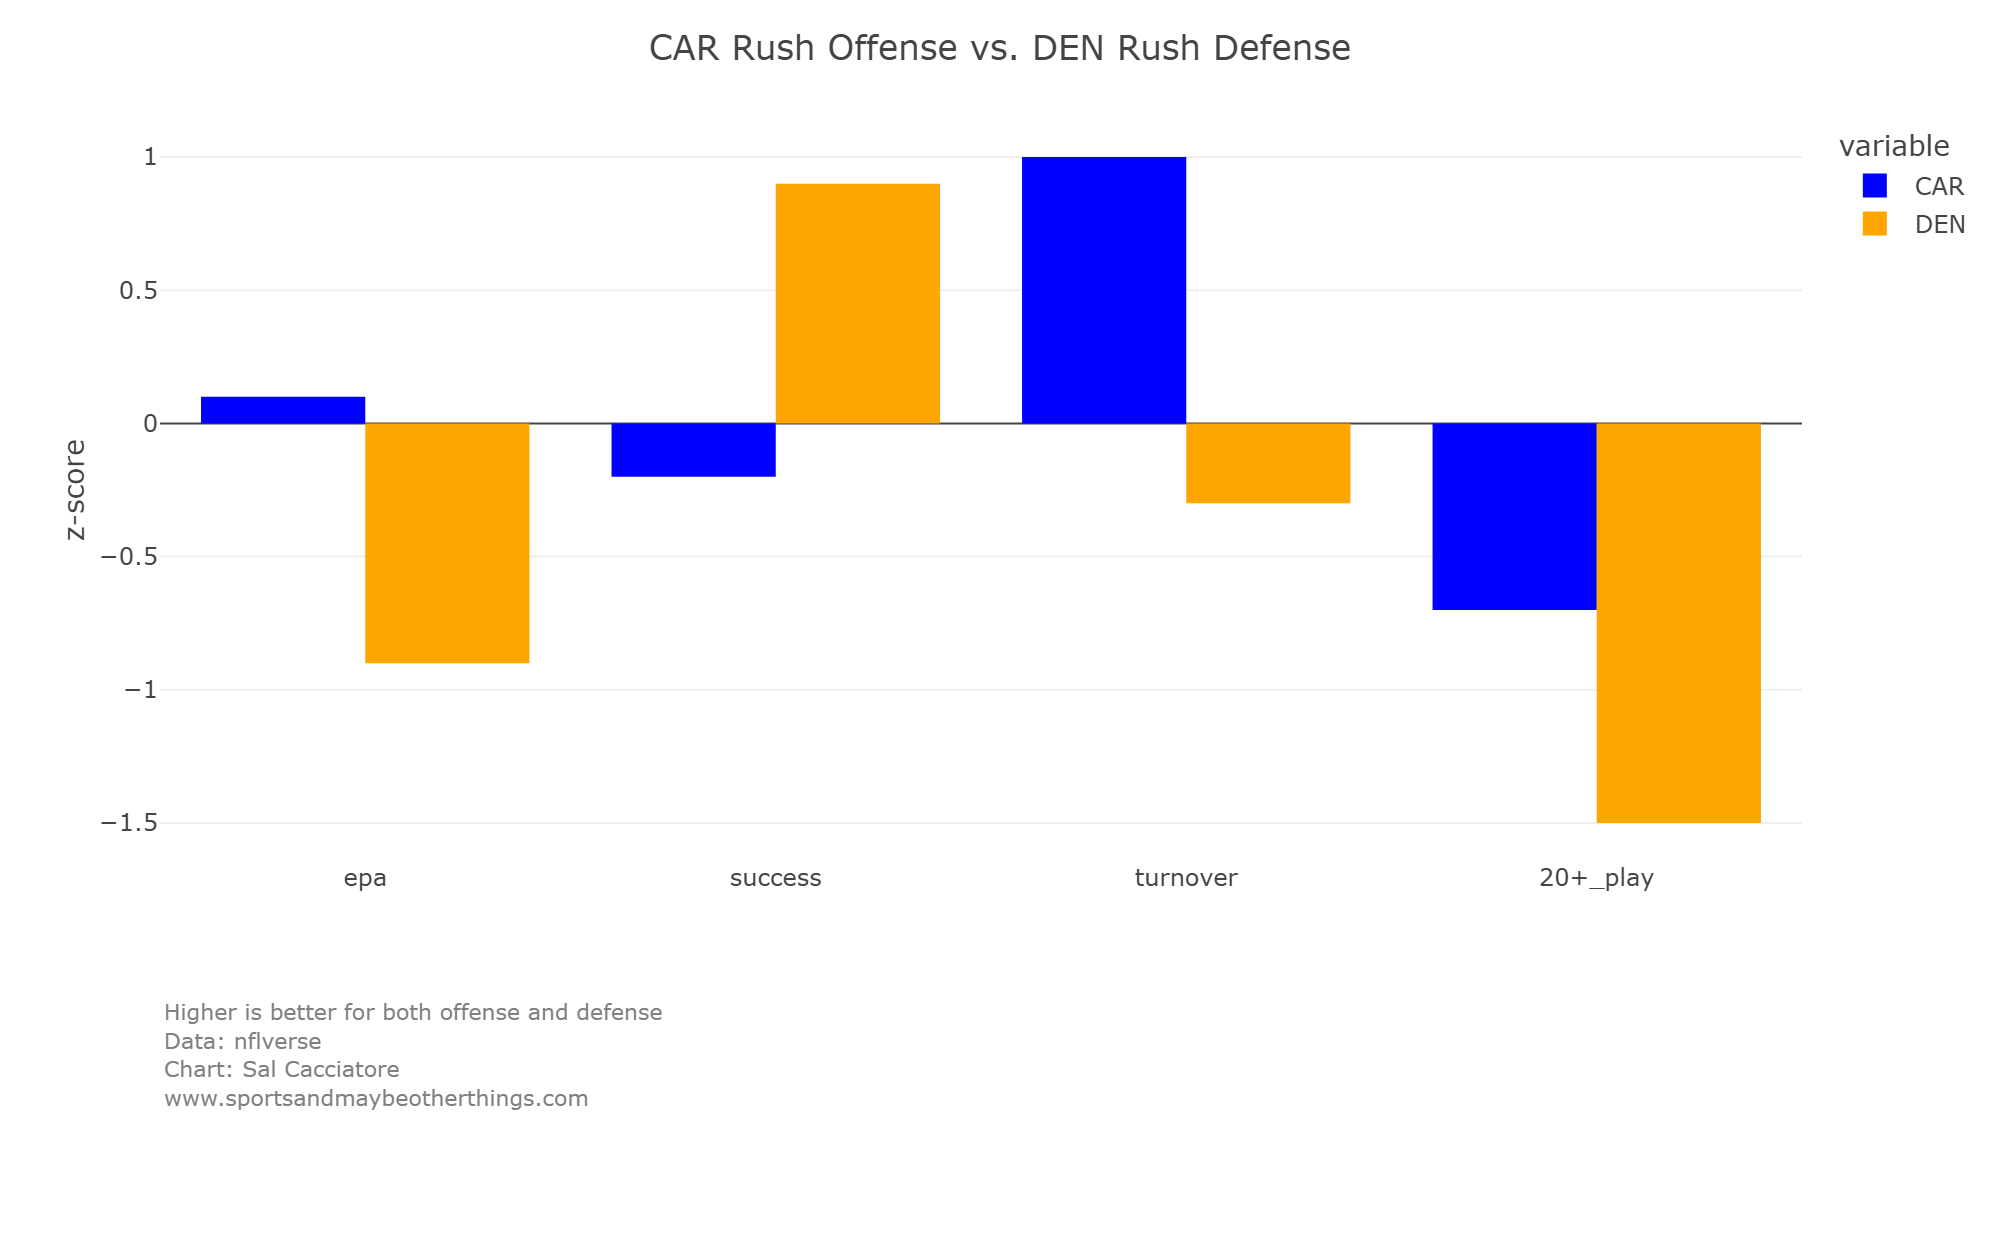 CAR Rush Offense vs. DEN Rush Defense
variable
CAR
DEN
1
0.5
0
−0.5
−1
−1.5
z-score
epa
success
turnover
20+_play
Higher is better for both offense and defense
Data: nflverse
Chart: Sal Cacciatore
www.sportsandmaybeotherthings.com